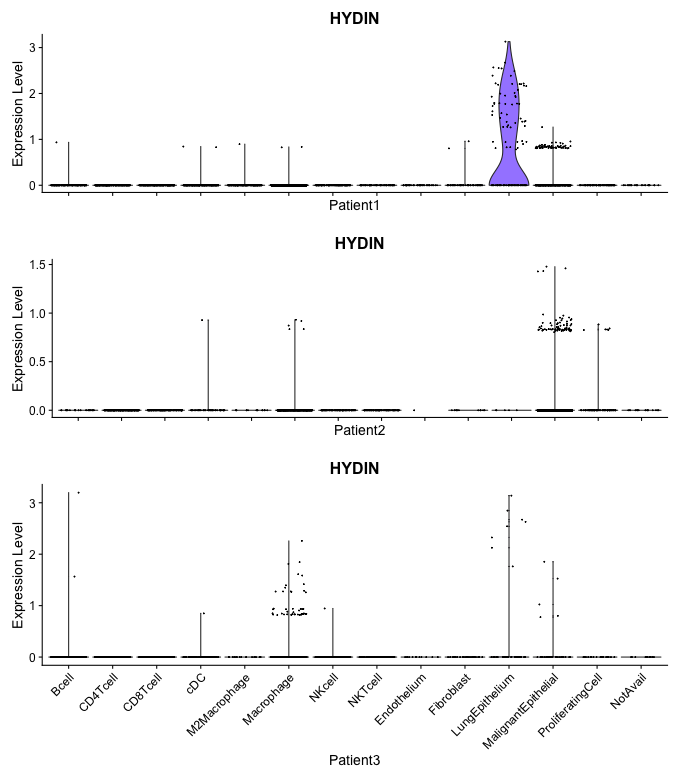 HYDIN
Expression Level
3
2
1
0
Patient1
HYDIN
Expression Level
1.5
1.0
0.5
0.0
Patient2
HYDIN
Expression Level
3
2
1
0
Bcell
CD4Tcell
CD8Tcell
cDC
M2Macrophage
Macrophage
NKcell
NKTcell
Endothelium
Fibroblast
LungEpithelium
MalignantEpithelial
ProliferatingCell
NotAvail
Patient3